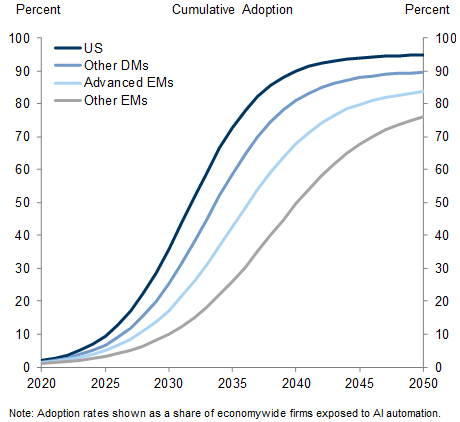 Percent Cumulative Adoption Percent
100 100
US
90 90
Other DMs
Advanced EMs
80 80
Other EMs
70 70
60 60
50 50
40 40
30 30
20 20
10 10
0 0
2020 2025 2030 2035 2040 2045 2050
Note: Adoption rates shown as a share of economywide firms exposed to AI automation.